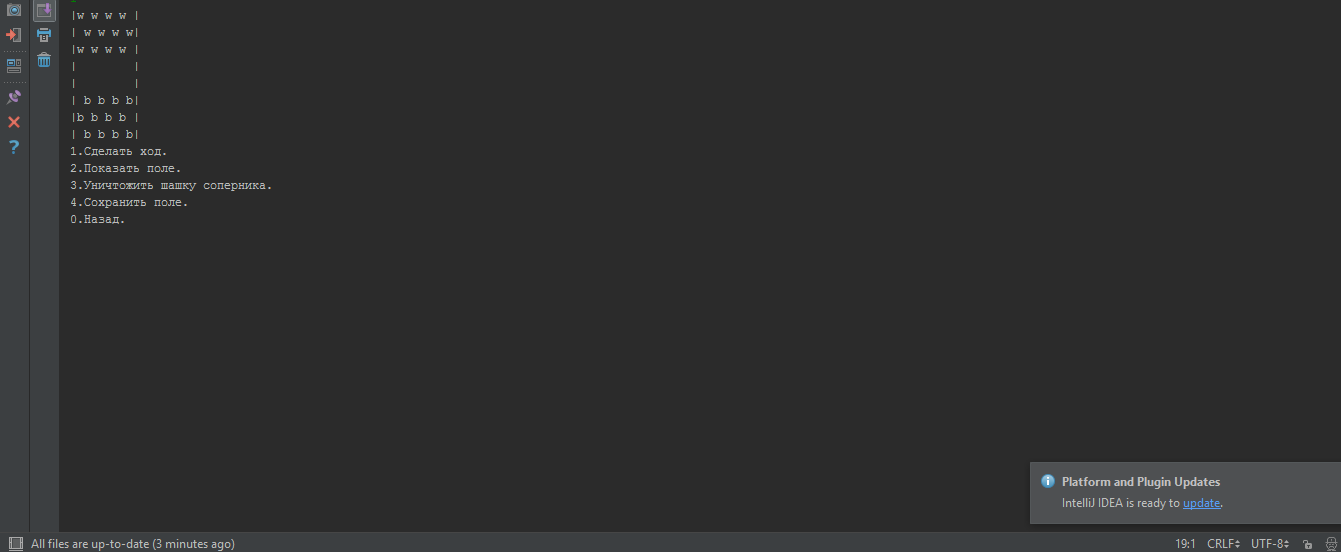 |w w w w |
| w w w w|
|w w w w |
|        |
|        |
| b b b b|
|b b b b |
| b b b b|
1.Сделать ход.
2.Показать поле.
3.Уничтожить шашку соперника.
4.Сохранить поле.
0.Назад.
Platform and Plugin Updates
IntelliJ IDEA is ready to update.
All files are up-to-date (3 minutes ago)
19:1 CRLF UTF-8